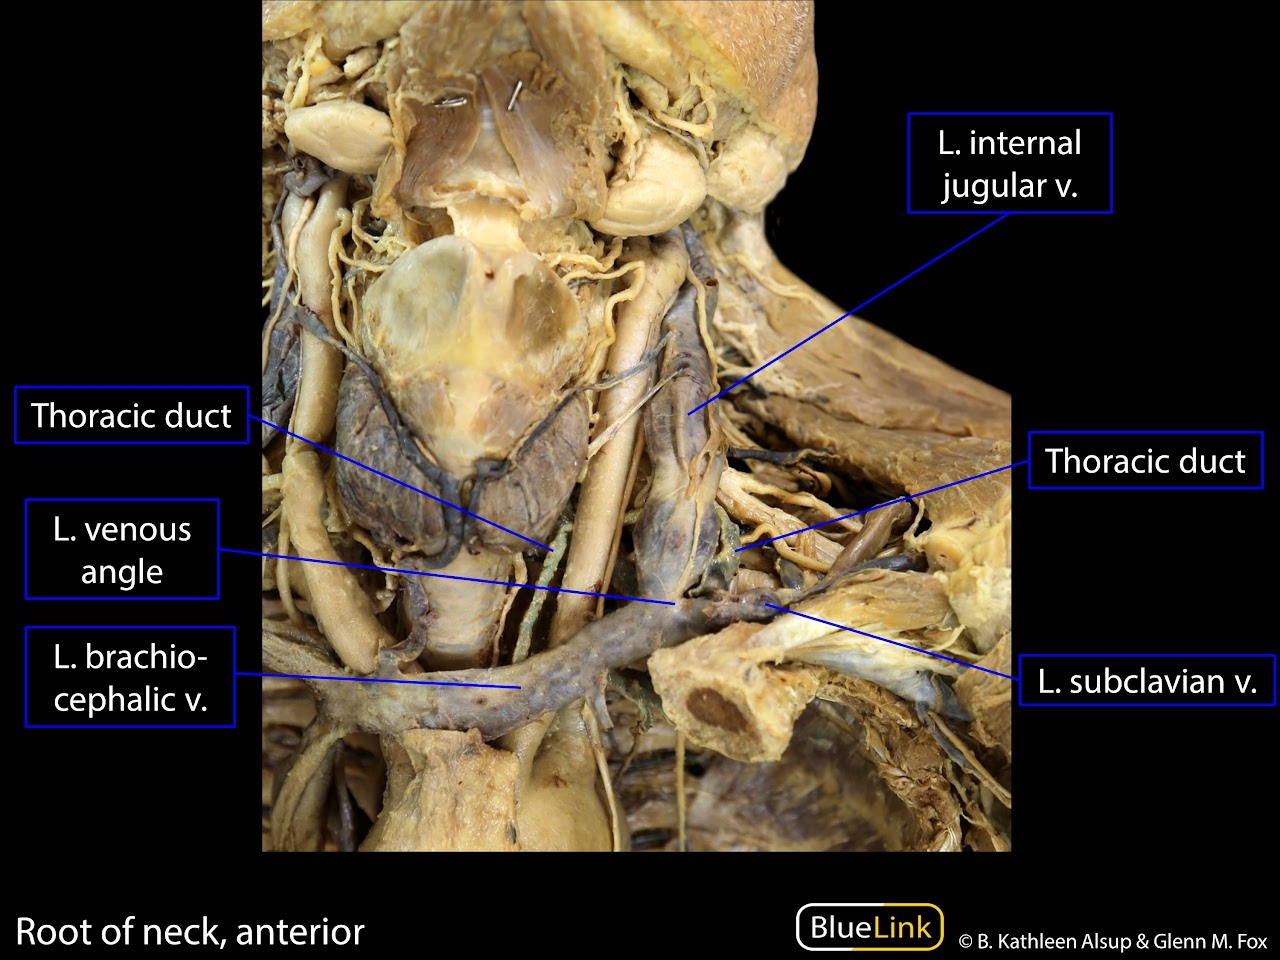 L. internal
jugular v.
Thoracic duct
Thoracic duct
L. venous
angle
L. brachio-
cephalic v.
L. subclavian v.
Root of neck, anterior
BlueLink
© B. Kathleen Alsup & Glenn M. Fox